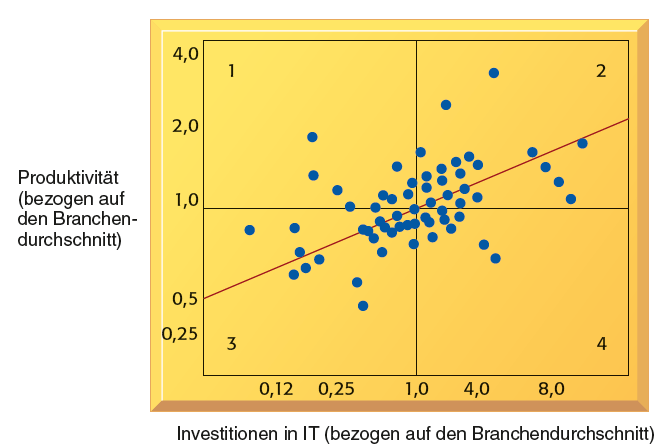 4,0
1
2
2,0
Produktivität
(bezogen auf
den Branchen-
durchschnitt)
1,0
0,5
0,25
3
4
0,12 0,25 1,0 4,0 8,0
Investitionen in IT (bezogen auf den Branchendurchschnitt)